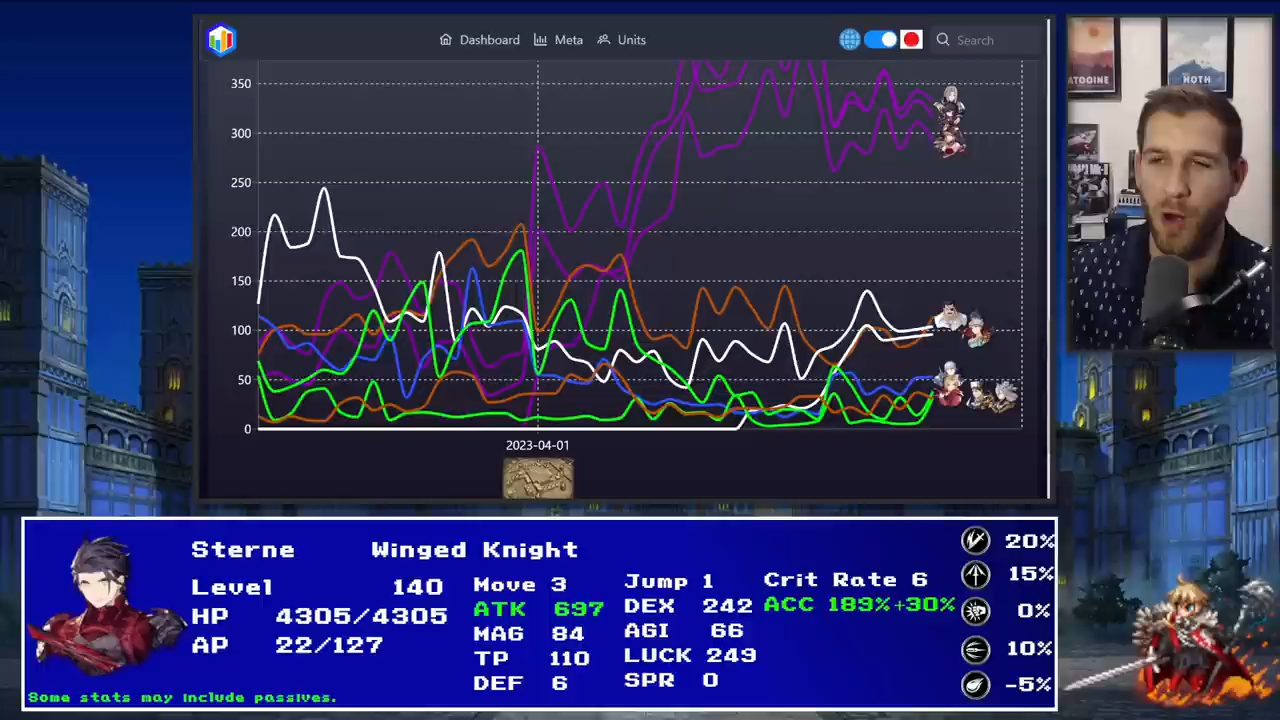 Dashboard Meta Units Search
350
300
250
200
150
100
50
0
2023-04-01
ATOOINE
HOTH
Sterne Winged Knight
Level 140
HP 4305/4305
AP 22/127
Move 3
ATK 697
MAG 84
TP 110
DEF 6
Jump 1
DEX 242
AGI 66
LUCK 249
SPR 0
Crit Rate 6
ACC 183%+30%
20%
15%
0%
10%
-5%
Some stats may include passives.